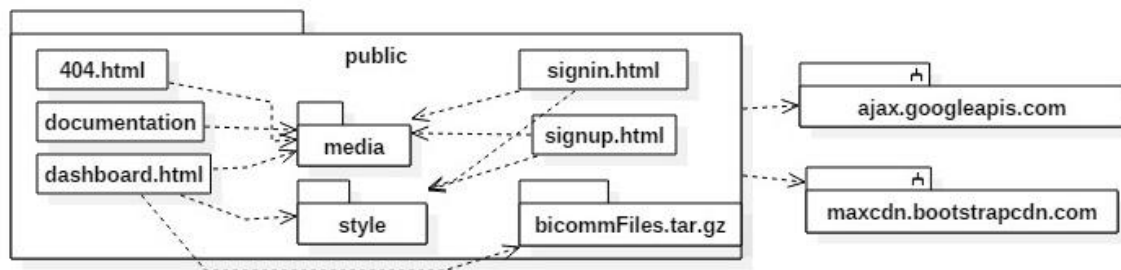 public
404.html
signin.html
documentation
media
signup.html
dashboard.html
style
bicommFiles.tar.gz
ajax.googleapis.com
maxcdn.bootstrapcdn.com